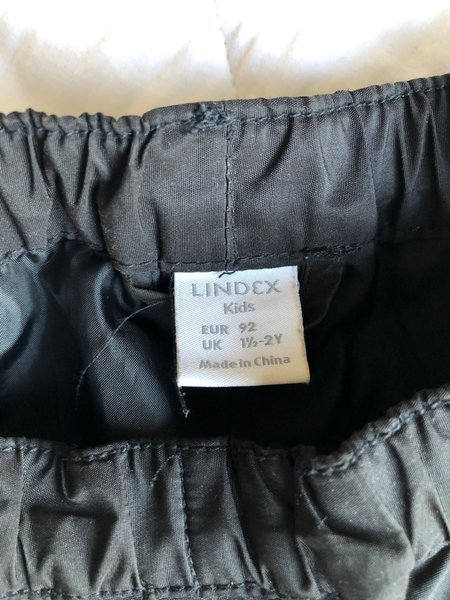 LINDEX
Kids
EUR 92
UK 1½-2Y
Made in China